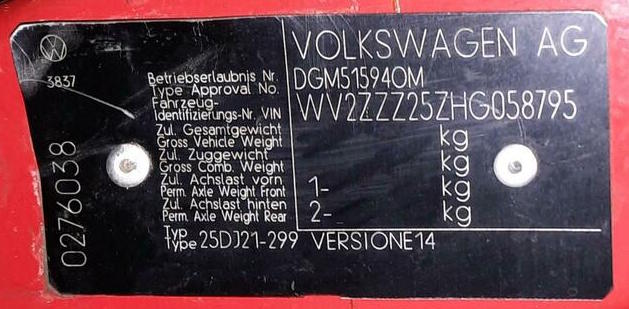 VOLKSWAGEN AG
3837
Betriebserlaubnis Nr.
Type Approval No.
DGM515940M
Fahrzeug-
Identifizierungs-Nr. VIN
WV2ZZZ25ZHG058795
Zul. Gesamtgewicht
Gross Vehicle Weight
kg
Zul. Zuggewicht
Gross Comb. Weight
kg
Zul. Achslast vorn
Perm. Axle Weight Front
1-
kg
Zul. Achslast hinten
Perm. Axle Weight Rear
2-
kg
Typ
Type 25DJ21-299 VERSIONE14
0276038